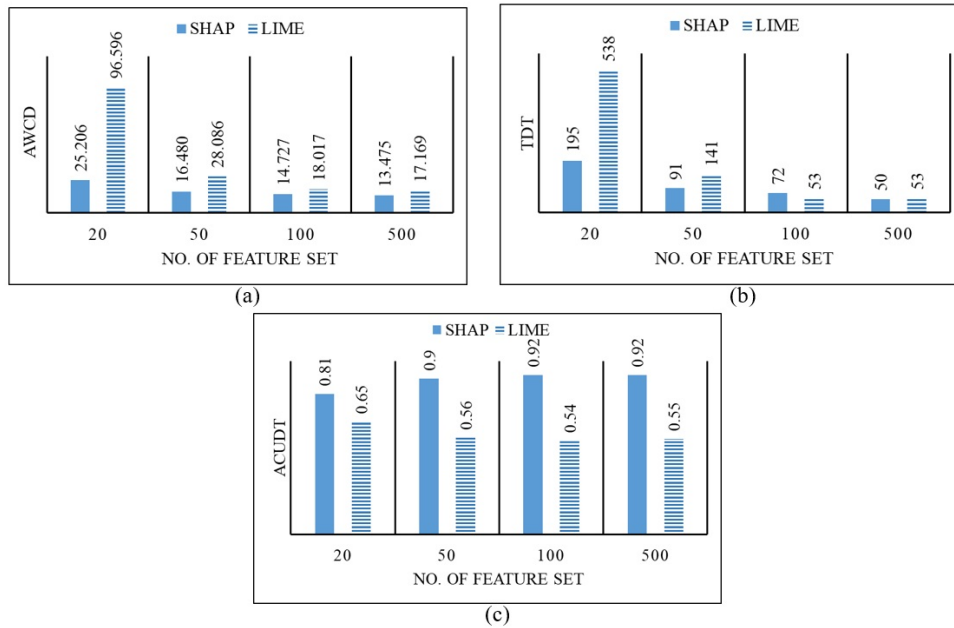 SHAP LIME
AWCD
25.206
96.596
16.480
28.086
14.727
18.017
13.475
17.169
20 50 100 500
NO. OF FEATURE SET
(a)
SHAP LIME
TDT
195
538
91
141
72
53
50
53
20 50 100 500
NO. OF FEATURE SET
(b)
SHAP LIME
ACUDT
0.81
0.65
0.9
0.56
0.92
0.54
0.92
0.55
20 50 100 500
NO. OF FEATURE SET
(c)